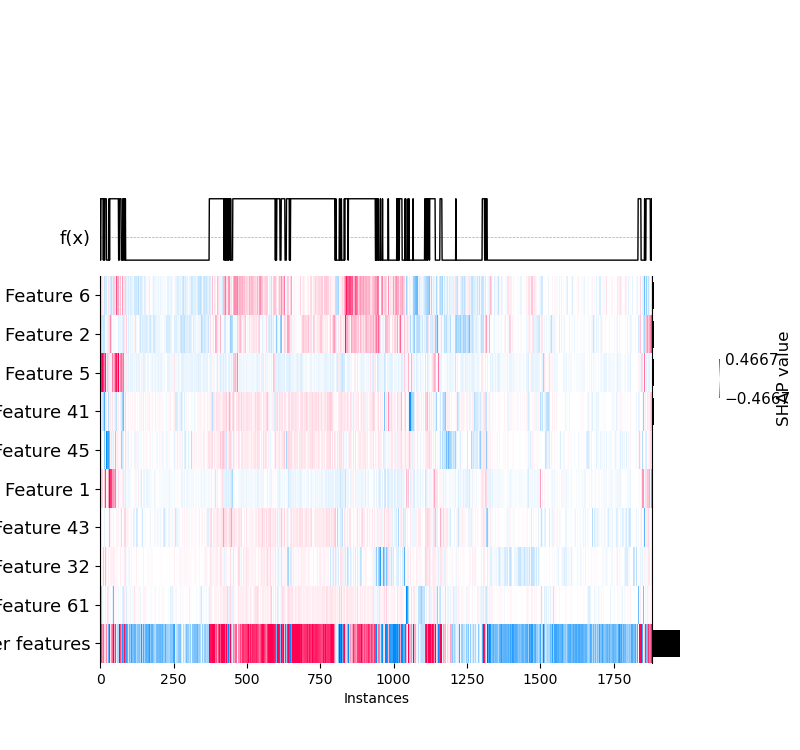 f(x)
Feature 6
Feature 2
Feature 5
Feature 41
Feature 45
Feature 1
Feature 43
Feature 32
Feature 61
er features
0
250
500
750
1000
1250
1500
1750
Instances
0.4667
−0.4667
SHAP value